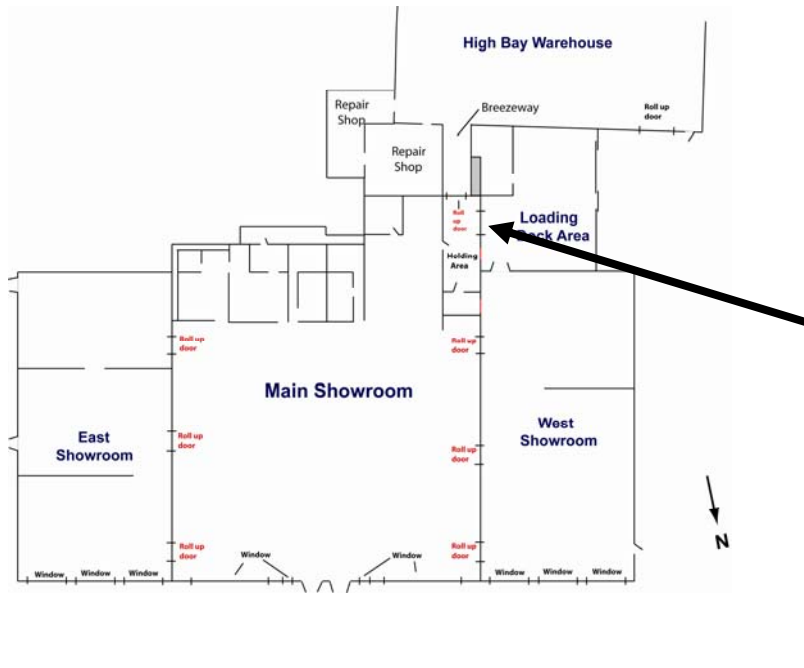 High Bay Warehouse
Repair
Shop
Breezeway
Roll up
door
Repair
Shop
Roll
up
door
Loading
Dock Area
Holding
Area
Roll up
door
Roll up
door
Main Showroom
East
Showroom
West
Showroom
Roll up
door
Roll up
door
Roll up
door
Roll up
door
Window
Window
Window
Window
Window
Window
Window
Window
N